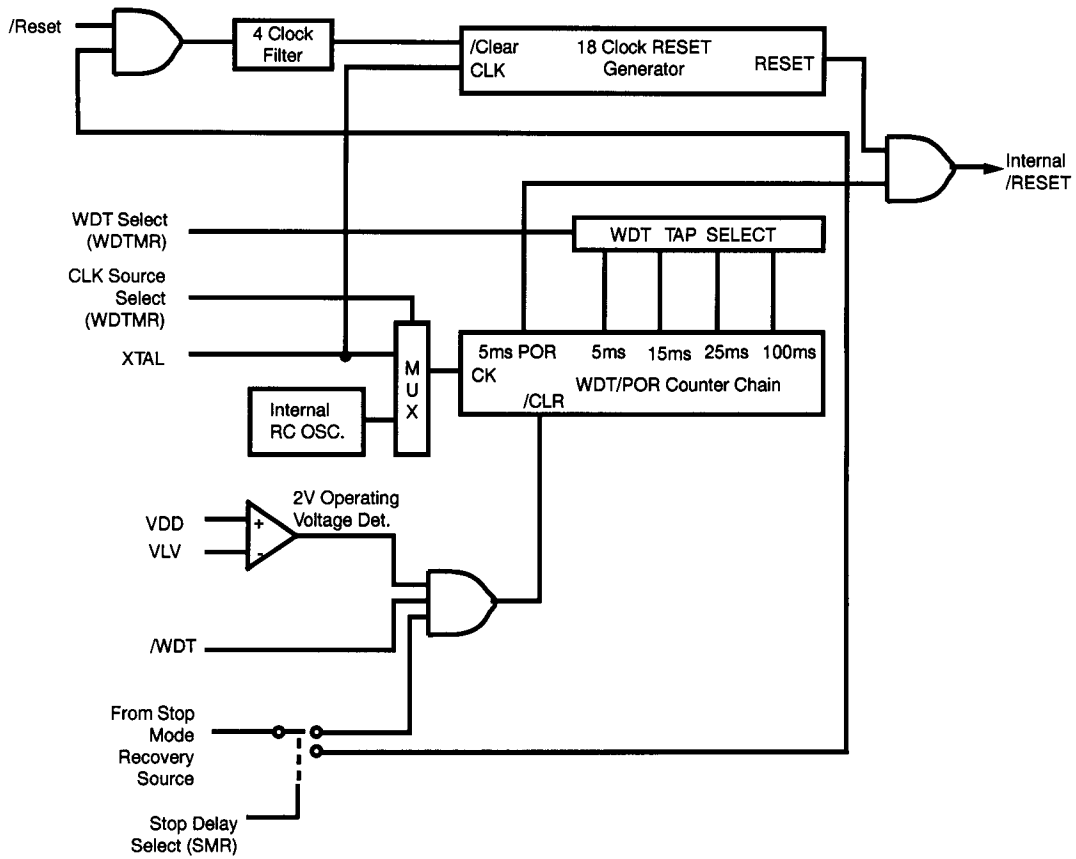 /Reset
4 Clock
Filter
/Clear
CLK
18 Clock RESET
Generator
RESET
Internal
/RESET
WDT Select
(WDTMR)
WDT TAP SELECT
CLK Source
Select
(WDTMR)
XTAL
MUX
5ms POR
5ms
15ms
25ms
100ms
CK
WDT/POR Counter Chain
/CLR
Internal
RC OSC.
2V Operating
Voltage Det.
VDD
+
VLV
-
/WDT
From Stop
Mode
Recovery
Source
Stop Delay
Select (SMR)